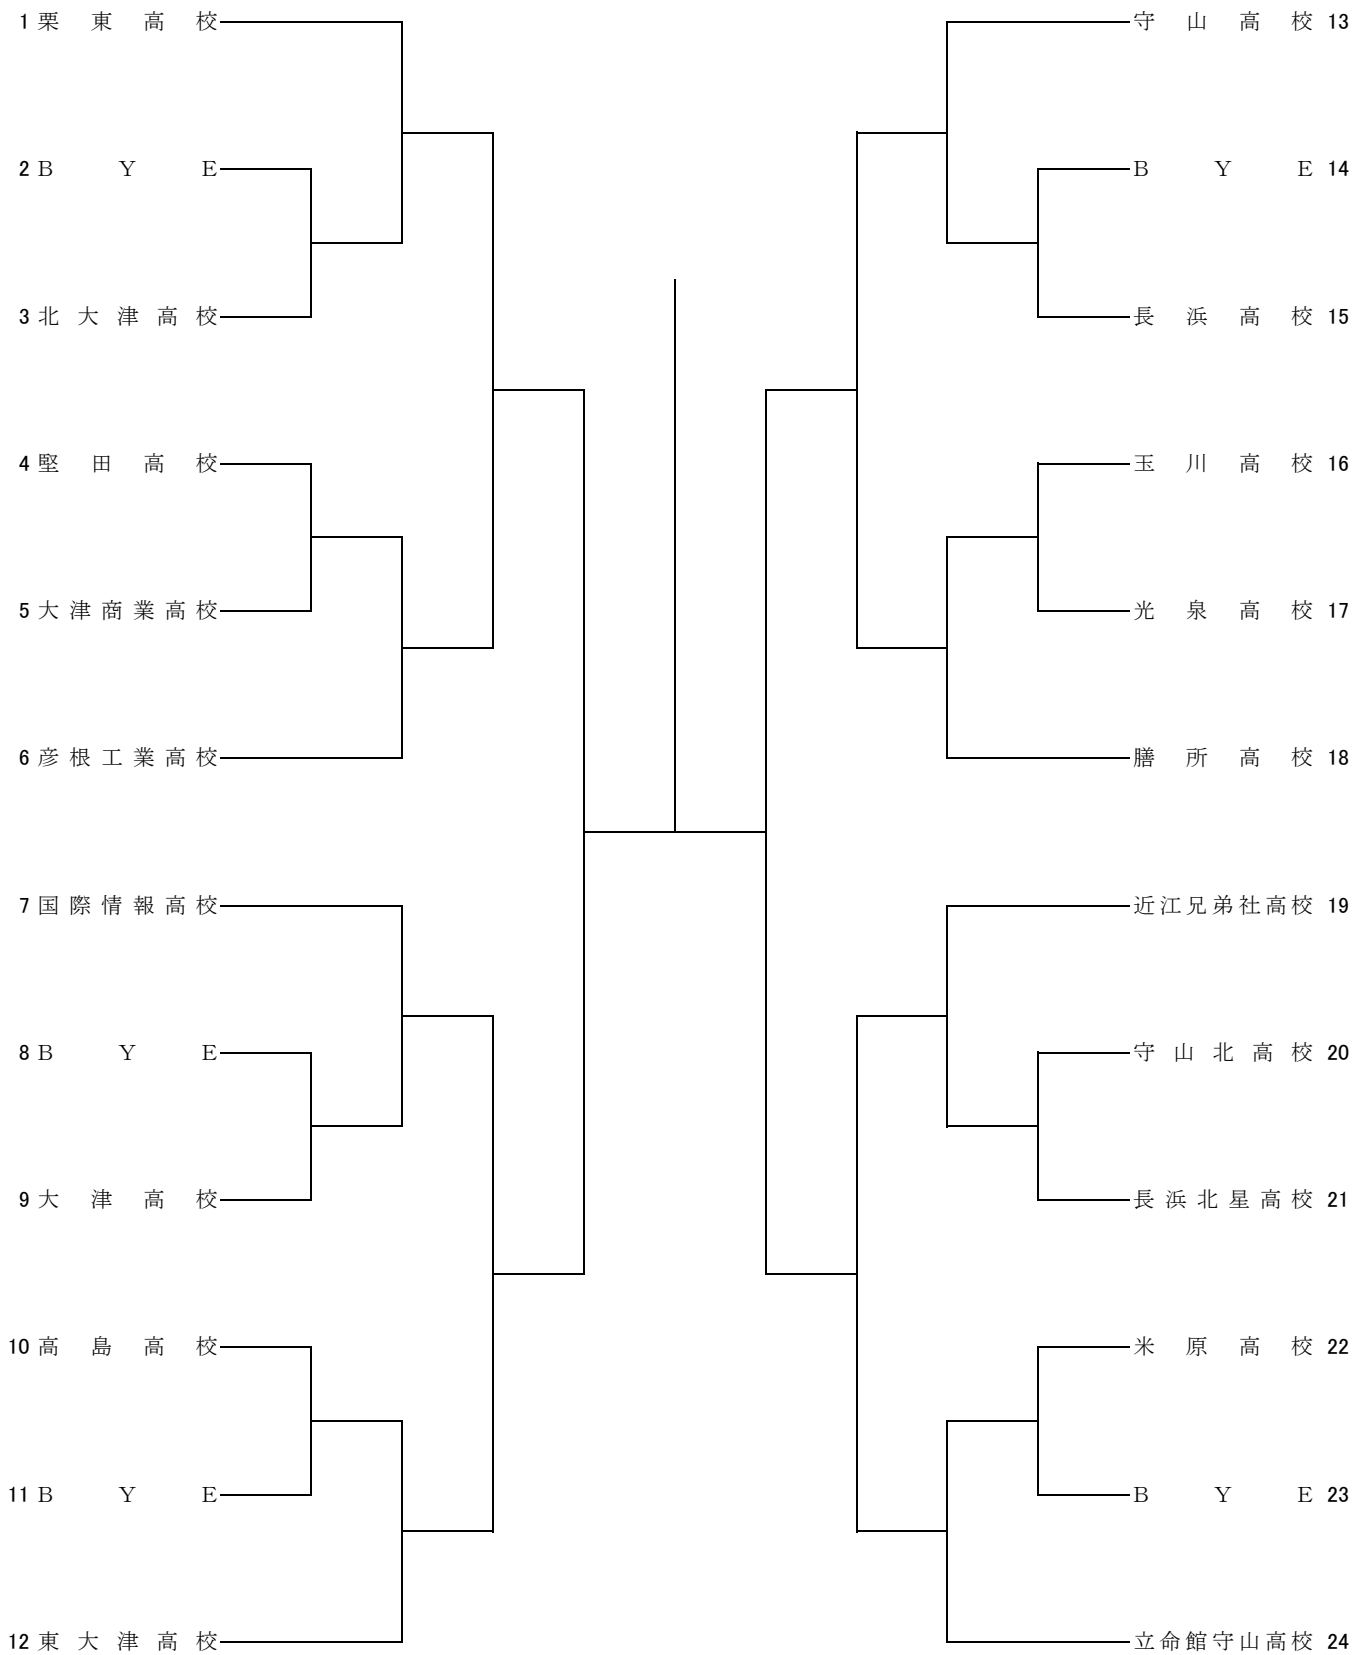 1 栗東高校
2 BYE
3 北大津高校
4 堅田高校
5 大津商業高校
6 彦根工業高校
7 国際情報高校
8 BYE
9 大津高校
10 高島高校
11 BYE
12 東大津高校
守山高校 13
BYE 14
長浜高校 15
玉川高校 16
光泉高校 17
膳所高校 18
近江兄弟社高校 19
守山北高校 20
長浜北星高校 21
米原高校 22
BYE 23
立命館守山高校 24